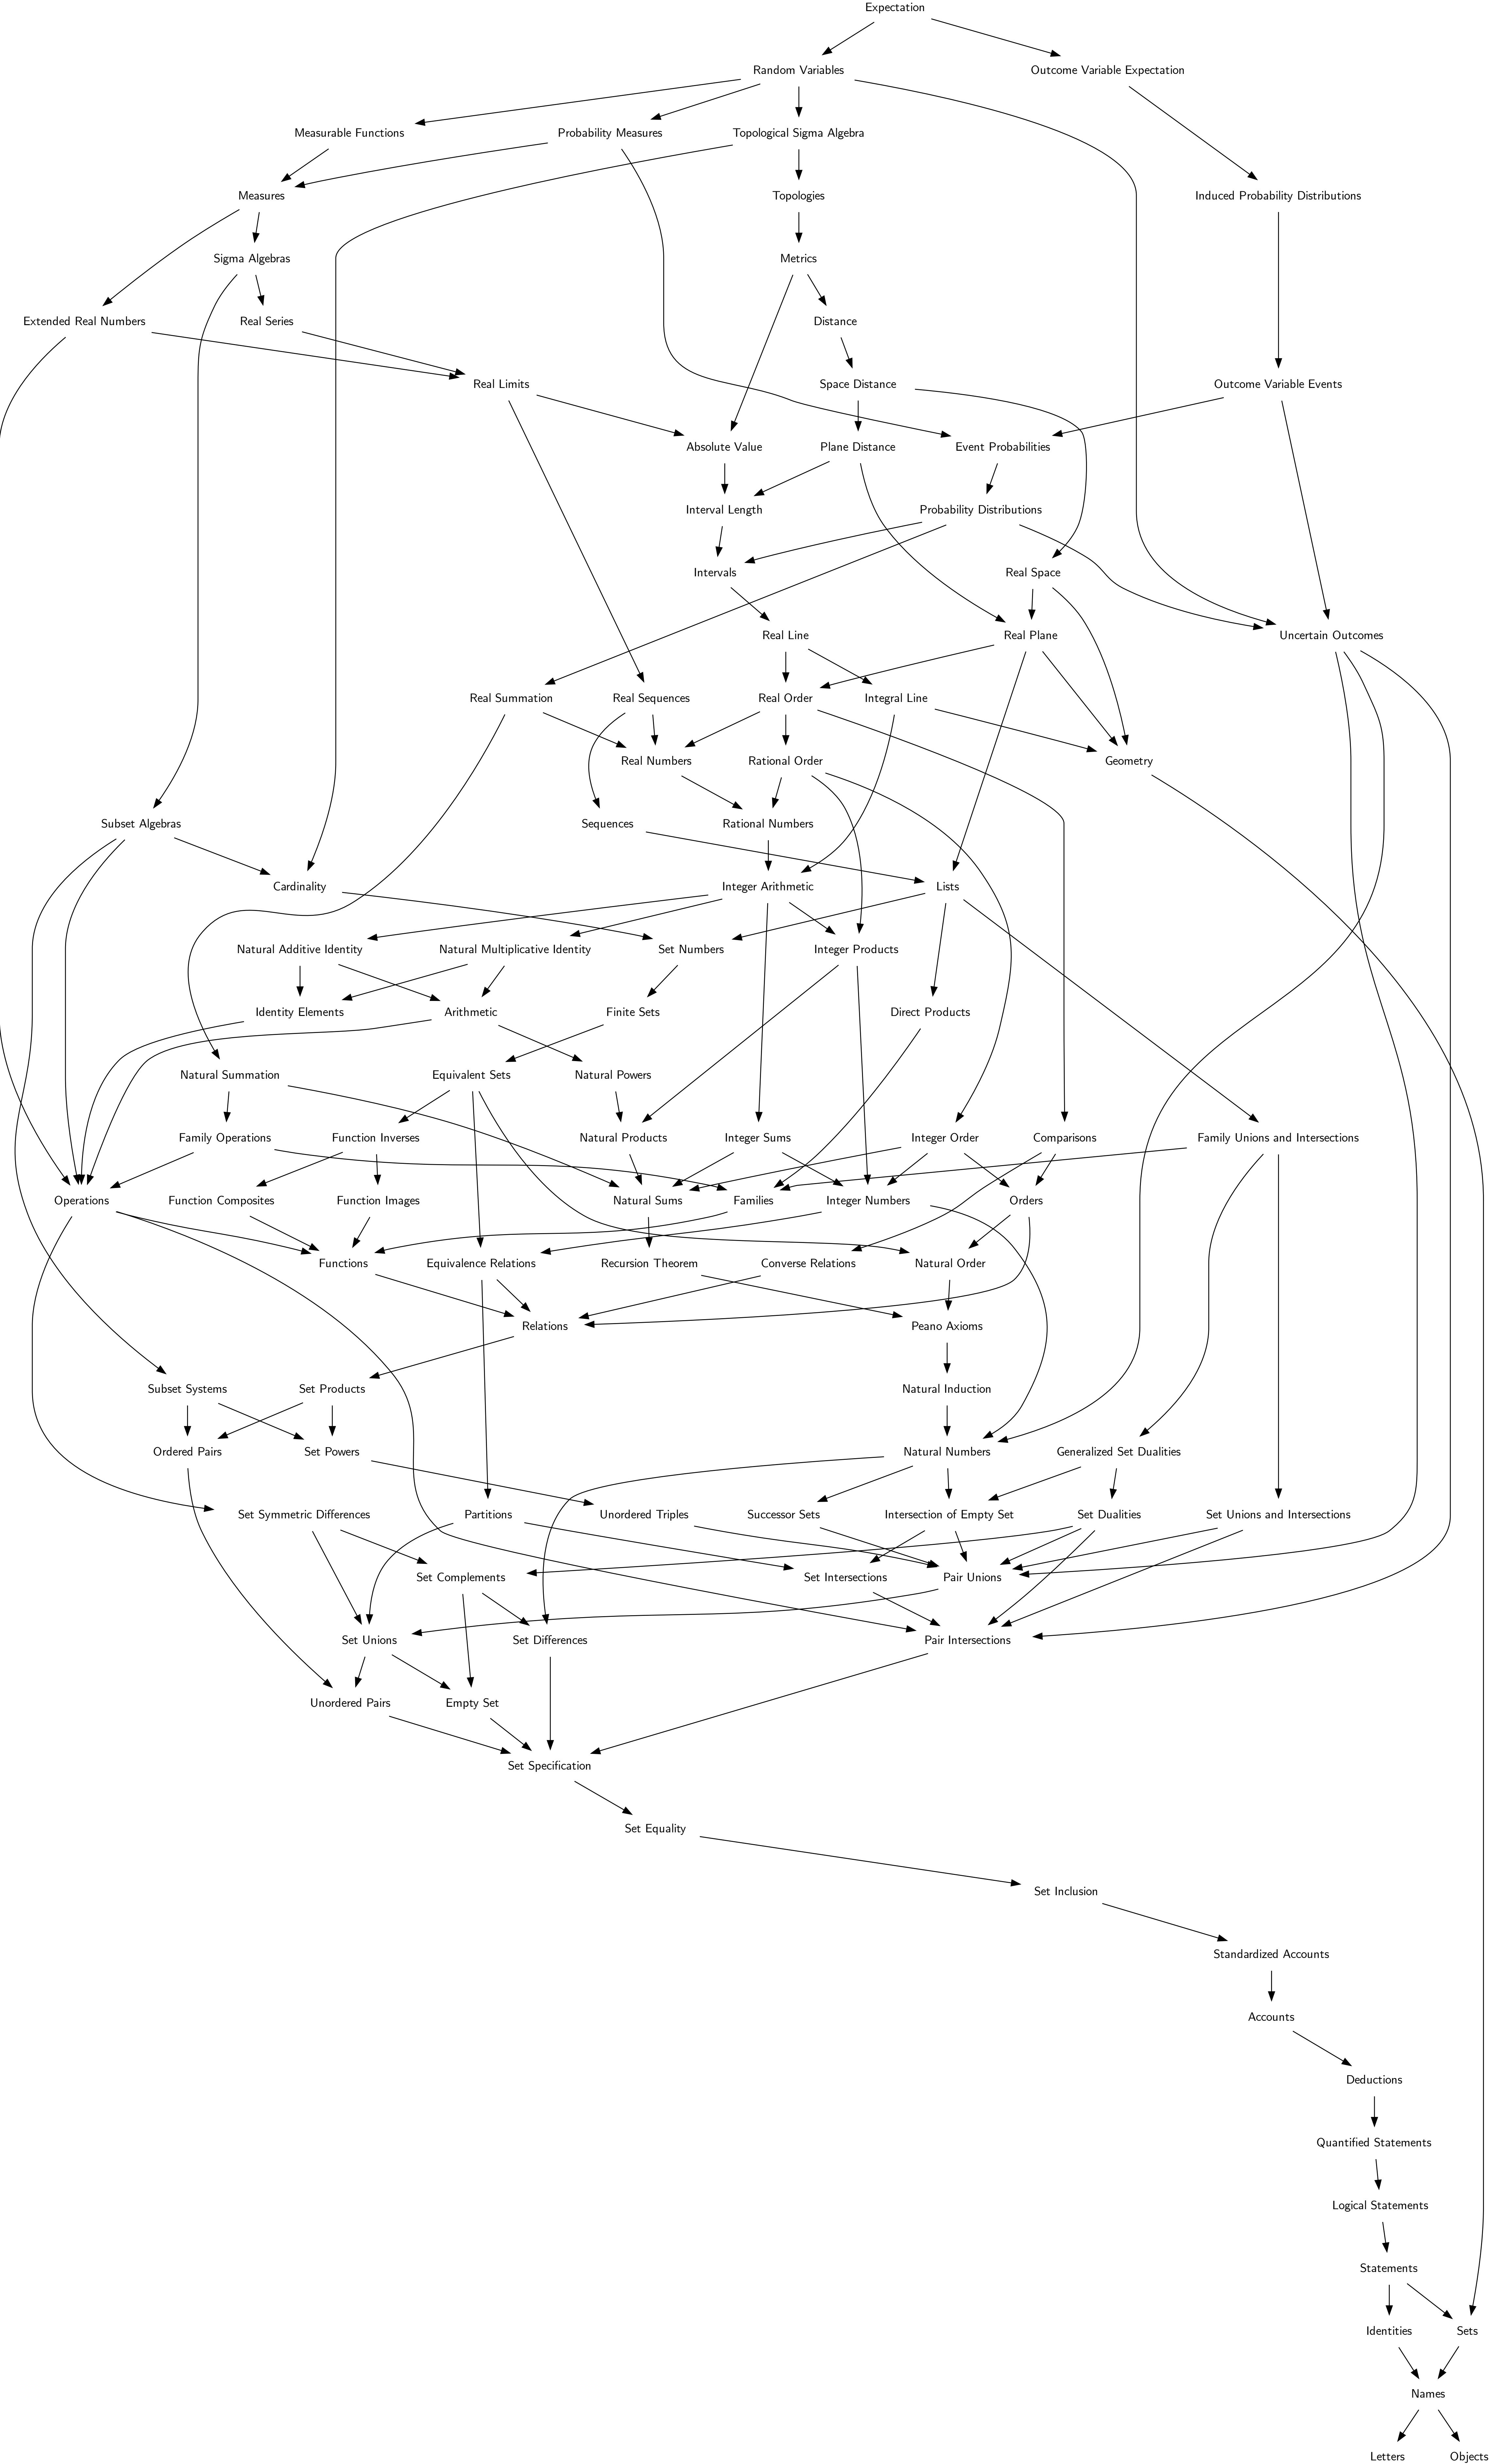 Expectation
Random Variables
Outcome Variable Expectation
Measurable Functions
Probability Measures
Topological Sigma Algebra
Measures
Topologies
Induced Probability Distributions
Sigma Algebras
Metrics
Extended Real Numbers
Real Series
Distance
Real Limits
Space Distance
Outcome Variable Events
Absolute Value
Plane Distance
Event Probabilities
Interval Length
Probability Distributions
Intervals
Real Space
Real Line
Real Plane
Uncertain Outcomes
Real Summation
Real Sequences
Real Order
Integral Line
Real Numbers
Rational Order
Geometry
Subset Algebras
Sequences
Rational Numbers
Cardinality
Integer Arithmetic
Lists
Natural Additive Identity
Natural Multiplicative Identity
Set Numbers
Integer Products
Identity Elements
Arithmetic
Finite Sets
Direct Products
Natural Summation
Equivalent Sets
Natural Powers
Family Operations
Function Inverses
Natural Products
Integer Sums
Integer Order
Comparisons
Family Unions and Intersections
Operations
Function Composites
Function Images
Natural Sums
Families
Integer Numbers
Orders
Functions
Equivalence Relations
Recursion Theorem
Converse Relations
Natural Order
Relations
Peano Axioms
Subset Systems
Set Products
Natural Induction
Ordered Pairs
Set Powers
Natural Numbers
Generalized Set Dualities
Set Symmetric Differences
Partitions
Unordered Triples
Successor Sets
Intersection of Empty Set
Set Dualities
Set Unions and Intersections
Set Complements
Set Intersections
Pair Unions
Set Unions
Set Differences
Pair Intersections
Unordered Pairs
Empty Set
Set Specification
Set Equality
Set Inclusion
Standardized Accounts
Accounts
Deductions
Quantified Statements
Logical Statements
Statements
Identities
Sets
Names
Letters
Objects